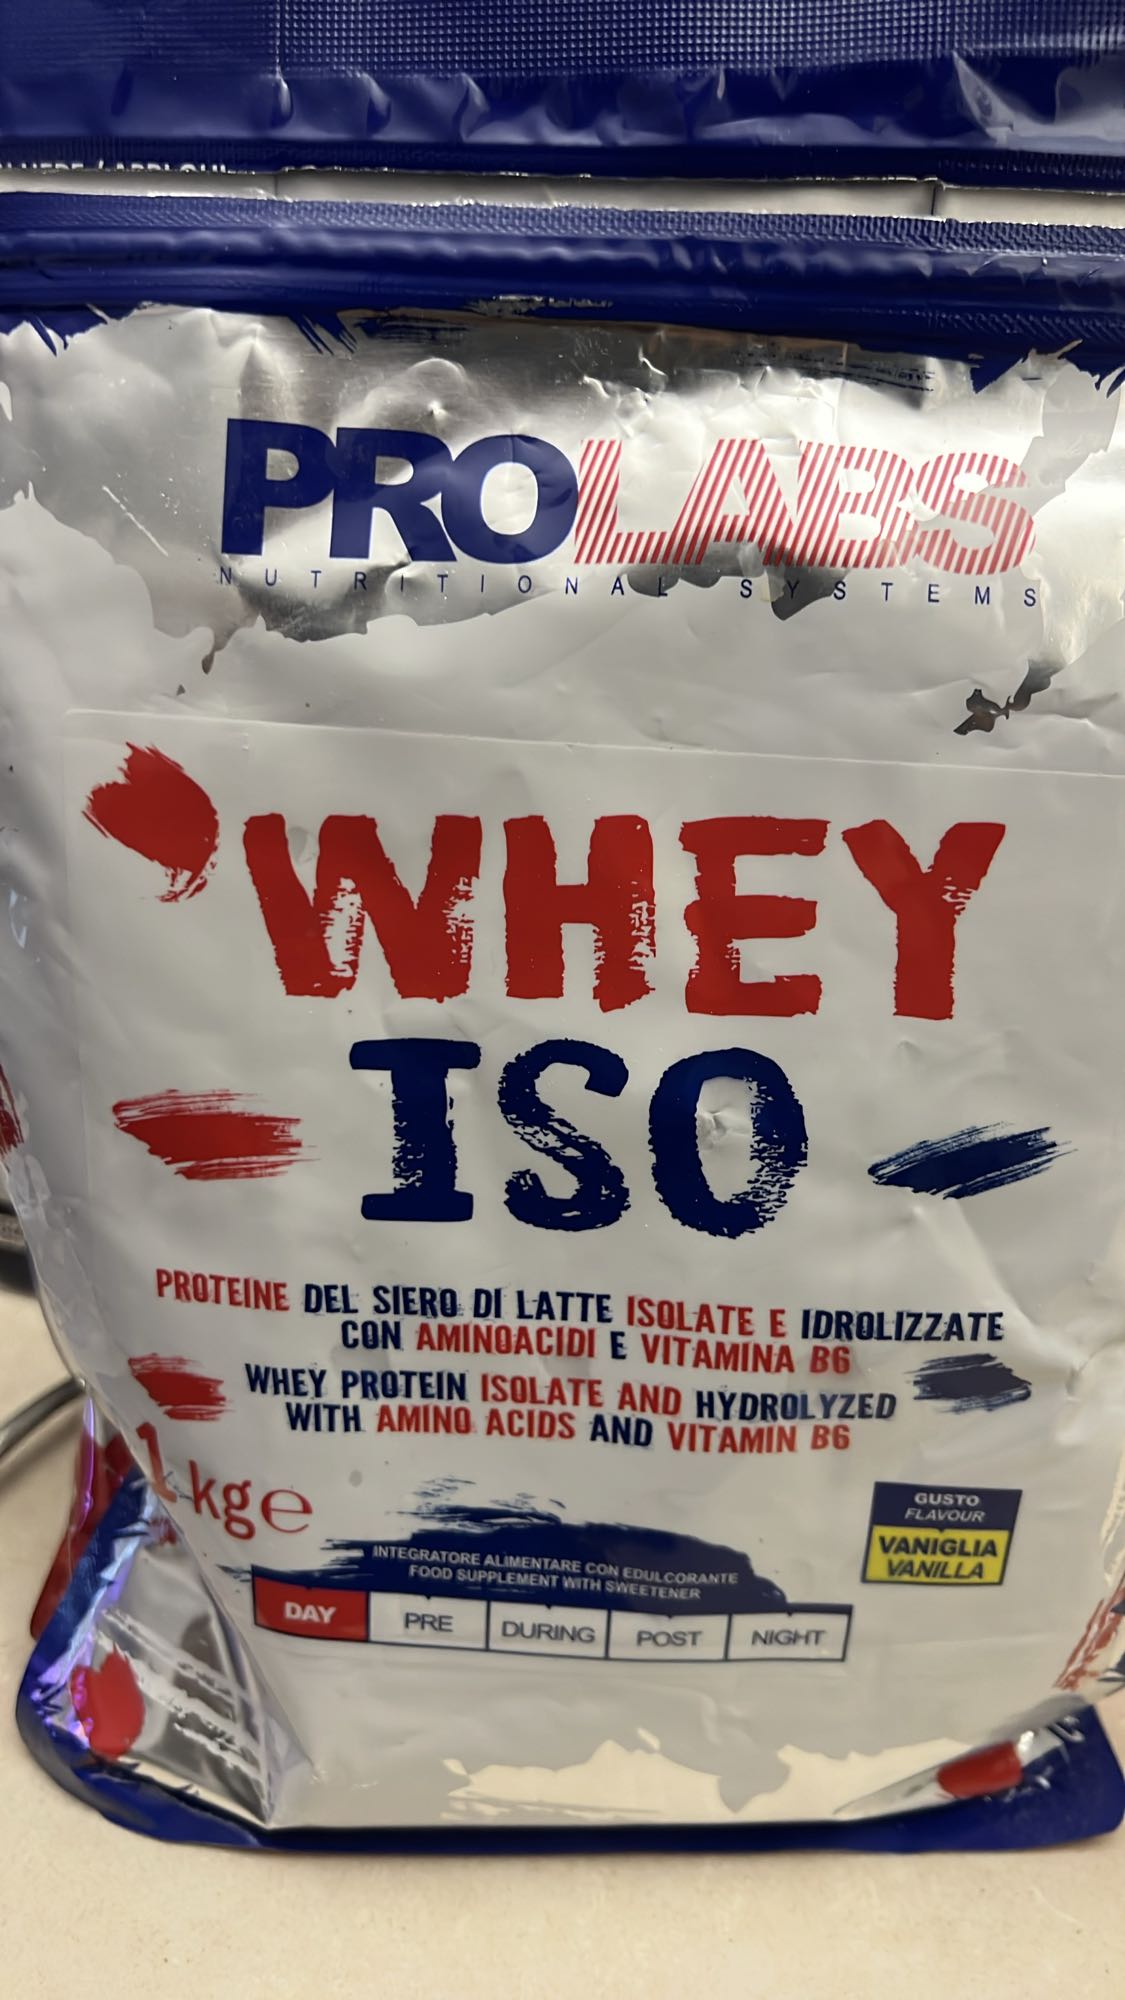 PROLABS
NUTRITIONAL SYSTEMS
WHEY
ISO
PROTEINE DEL SIERO DI LATTE ISOLATE E IDROLIZZATE
CON AMINOACIDI E VITAMINA B6
WHEY PROTEIN ISOLATE AND HYDROLYZED
WITH AMINO ACIDS AND VITAMIN B6
1 kg e
GUSTO
FLAVOUR
VANIGLIA
VANILLA
INTEGRATORE ALIMENTARE CON EDULCORANTE
FOOD SUPPLEMENT WITH SWEETENER
DAY PRE DURING POST NIGHT